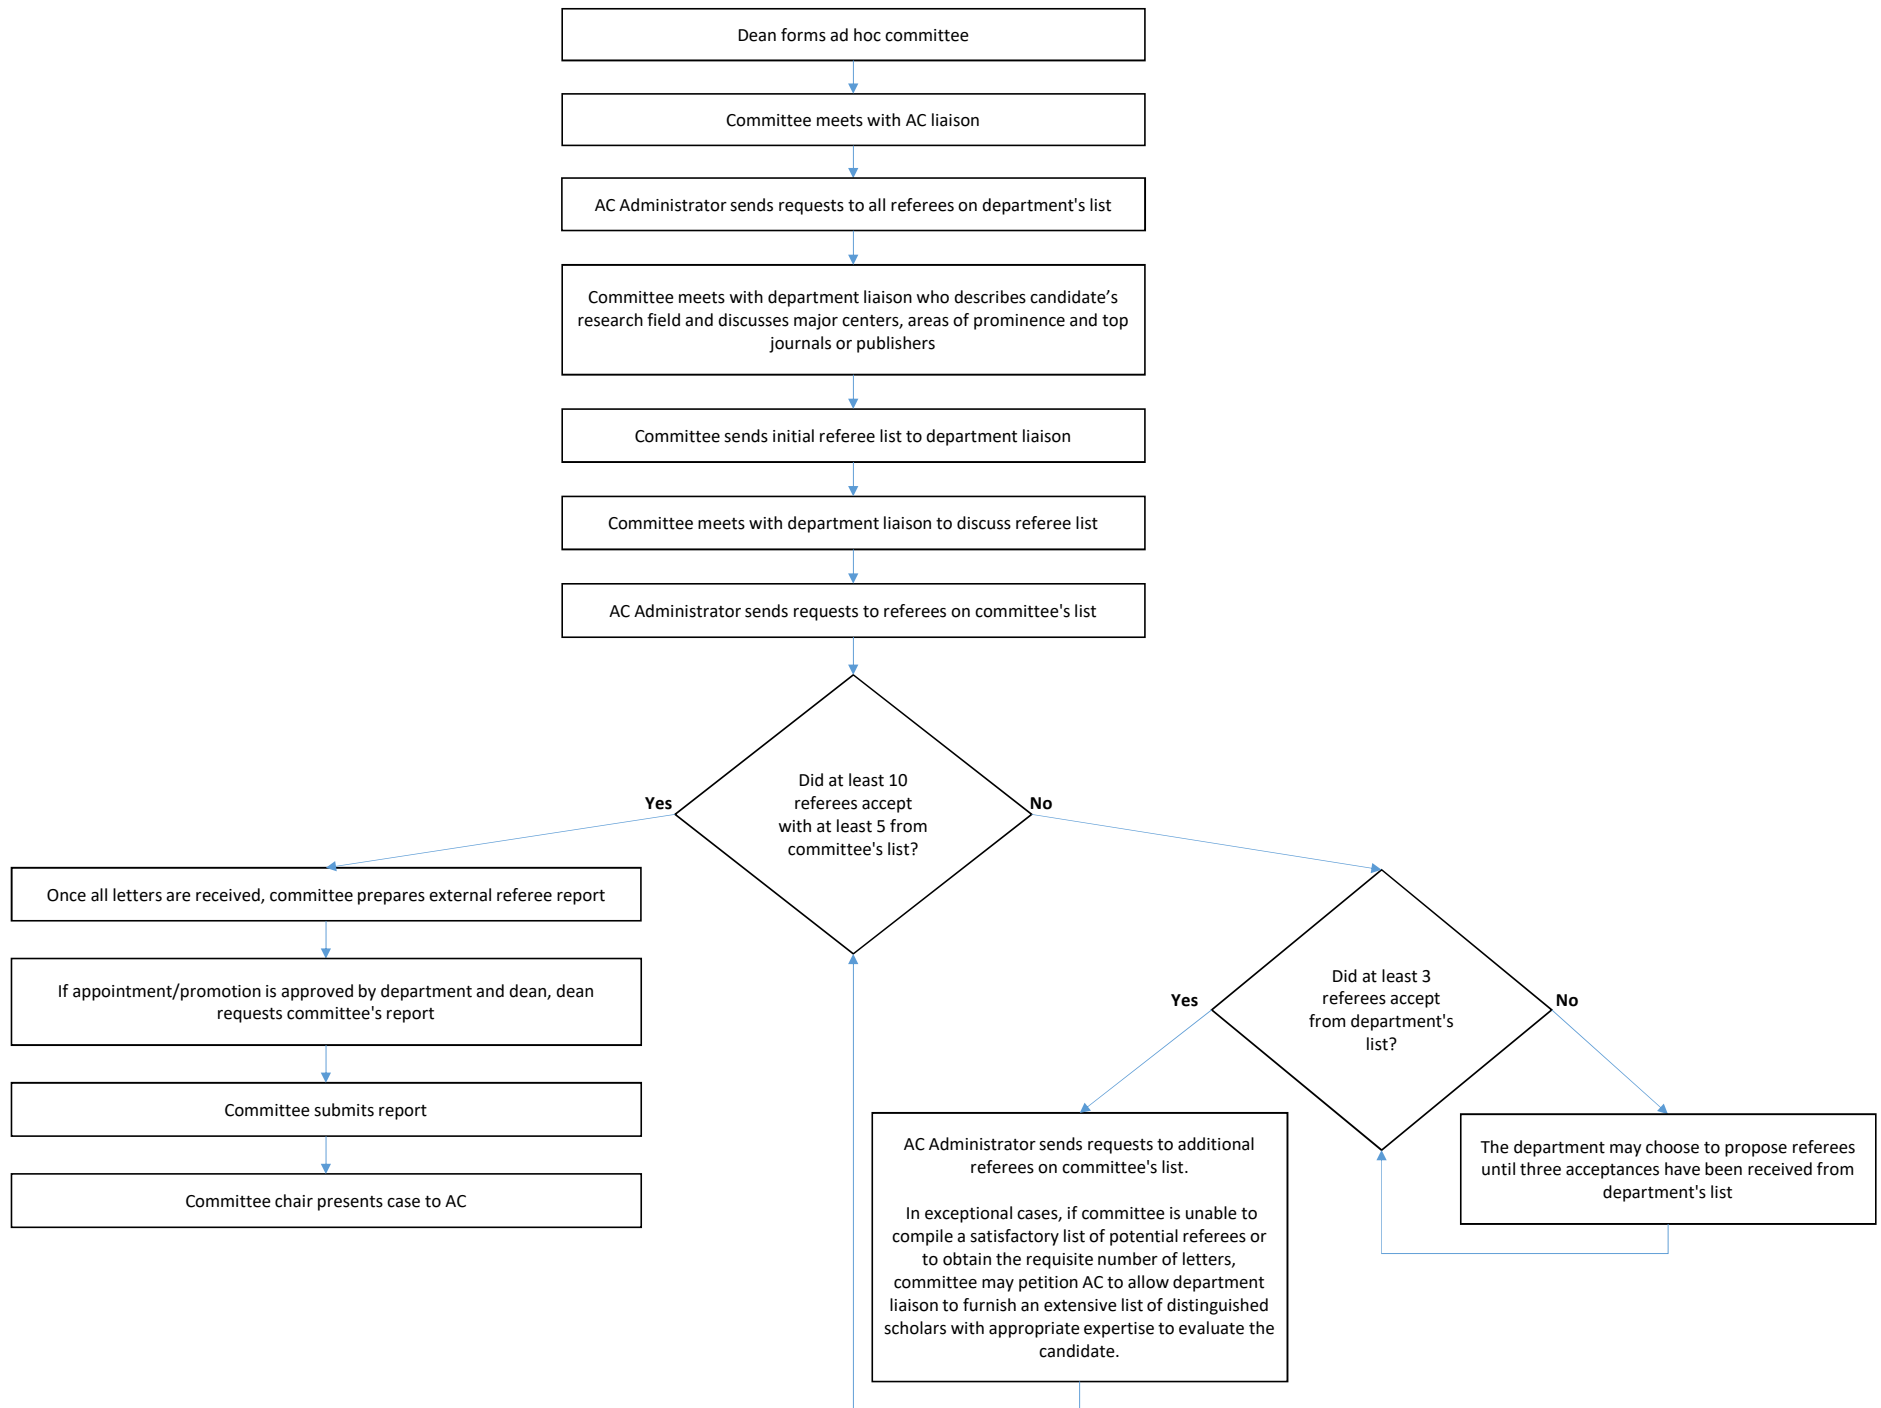 Dean forms ad hoc committee
Committee meets with AC liaison
AC Administrator sends requests to all referees on department's list
Committee meets with department liaison who describes candidate’s
research field and discusses major centers, areas of prominence and top
journals or publishers
Committee sends initial referee list to department liaison
Committee meets with department liaison to discuss referee list
AC Administrator sends requests to referees on committee's list
Did at least 10
referees accept
with at least 5 from
committee's list?
Yes
No
Once all letters are received, committee prepares external referee report
If appointment/promotion is approved by department and dean, dean
requests committee's report
Committee submits report
Committee chair presents case to AC
Did at least 3
referees accept
from department's
list?
Yes
No
AC Administrator sends requests to additional
referees on committee's list.
In exceptional cases, if committee is unable to
compile a satisfactory list of potential referees or
to obtain the requisite number of letters,
committee may petition AC to allow department
liaison to furnish an extensive list of distinguished
scholars with appropriate expertise to evaluate the
candidate.
The department may choose to propose referees
until three acceptances have been received from
department's list